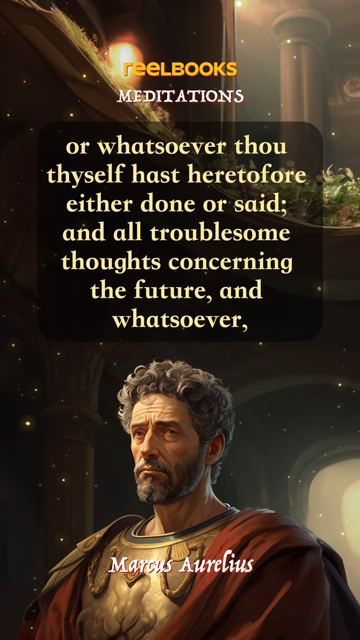 reelBOOKS
MEDITATIONS
or whatsoever thou
thyself hast heretofore
either done or said;
and all troublesome
thoughts concerning
the future, and
whatsoever,
Marcus Aurelius